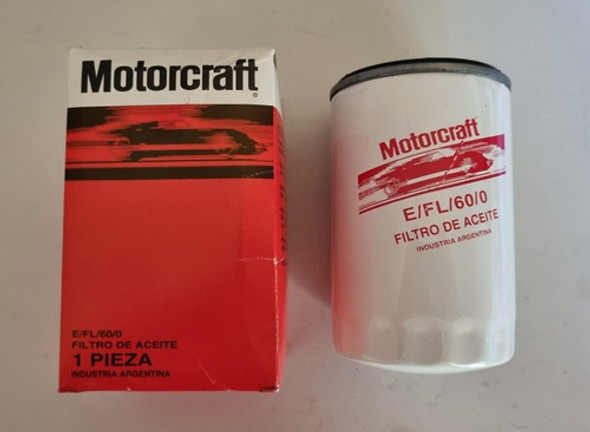 Motorcraft®
E/FL/60/0
FILTRO DE ACEITE
1 PIEZA
INDUSTRIA ARGENTINA
Motorcraft
E/FL/60/0
FILTRO DE ACEITE
INDUSTRIA ARGENTINA